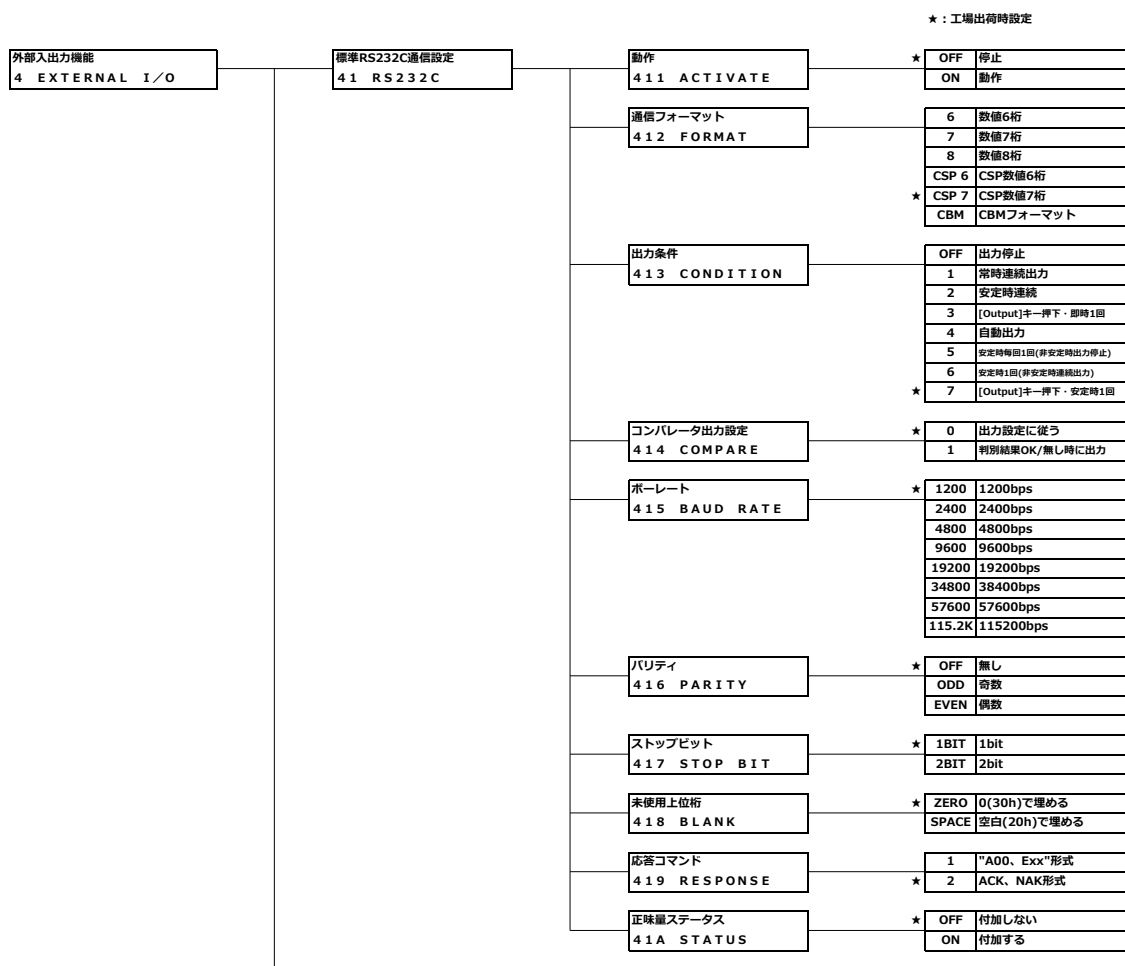 ★：工場出荷時設定
外部入出力機能
4 EXTERNAL I／O
標準RS232C通信設定
41 RS232C
動作
411 ACTIVATE
★ OFF 停止
ON 動作
通信フォーマット
412 FORMAT
6 数値6桁
7 数値7桁
8 数値8桁
CSP 6 CSP数値6桁
★ CSP 7 CSP数値7桁
CBM CBMフォーマット
出力条件
413 CONDITION
OFF 出力停止
1 常時連続出力
2 安定時連続
3 [Output]キー押下・即時1回
4 自動出力
5 安定時毎回1回(非安定時出力停止)
6 安定時1回(非安定時連続出力)
★ 7 [Output]キー押下・安定時1回
コンパレータ出力設定
414 COMPARE
★ 0 出力設定に従う
1 判別結果OK/無し時に出力
ボーレート
415 BAUD RATE
★ 1200 1200bps
2400 2400bps
4800 4800bps
9600 9600bps
19200 19200bps
34800 38400bps
57600 57600bps
115.2K 115200bps
パリティ
416 PARITY
★ OFF 無し
ODD 奇数
EVEN 偶数
ストップビット
417 STOP BIT
★ 1BIT 1bit
2BIT 2bit
未使用上位桁
418 BLANK
★ ZERO 0(30h)で埋める
SPACE 空白(20h)で埋める
応答コマンド
419 RESPONSE
1 "A00、Exx"形式
★ 2 ACK、NAK形式
正味量ステータス
41A STATUS
★ OFF 付加しない
ON 付加する